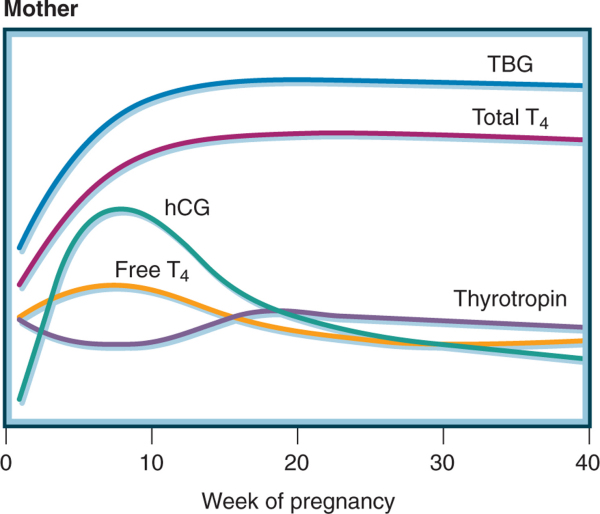 Mother
TBG
Total T₄
hCG
Free T₄
Thyrotropin
0 10 20 30 40
Week of pregnancy